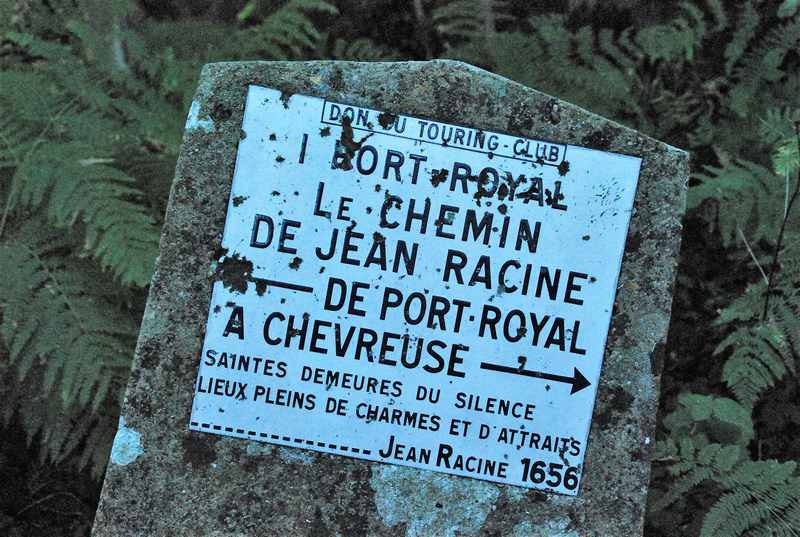 DON DU TOURING-CLUB
1 PORT-ROYAL
LE CHEMIN
DE JEAN RACINE
DE PORT-ROYAL
A CHEVREUSE
SAINTES DEMEURES DU SILENCE
LIEUX PLEINS DE CHARMES ET D'ATTRAITS
JEAN RACINE 1656